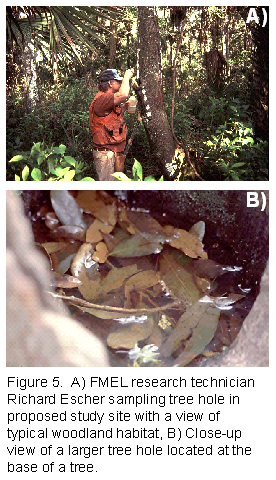 A)
B)
Figure 5.  A) FMEL research technician
Richard Escher sampling tree hole in
proposed study site with a view of
typical woodland habitat, B) Close-up
view of a larger tree hole located at the
base of a tree.